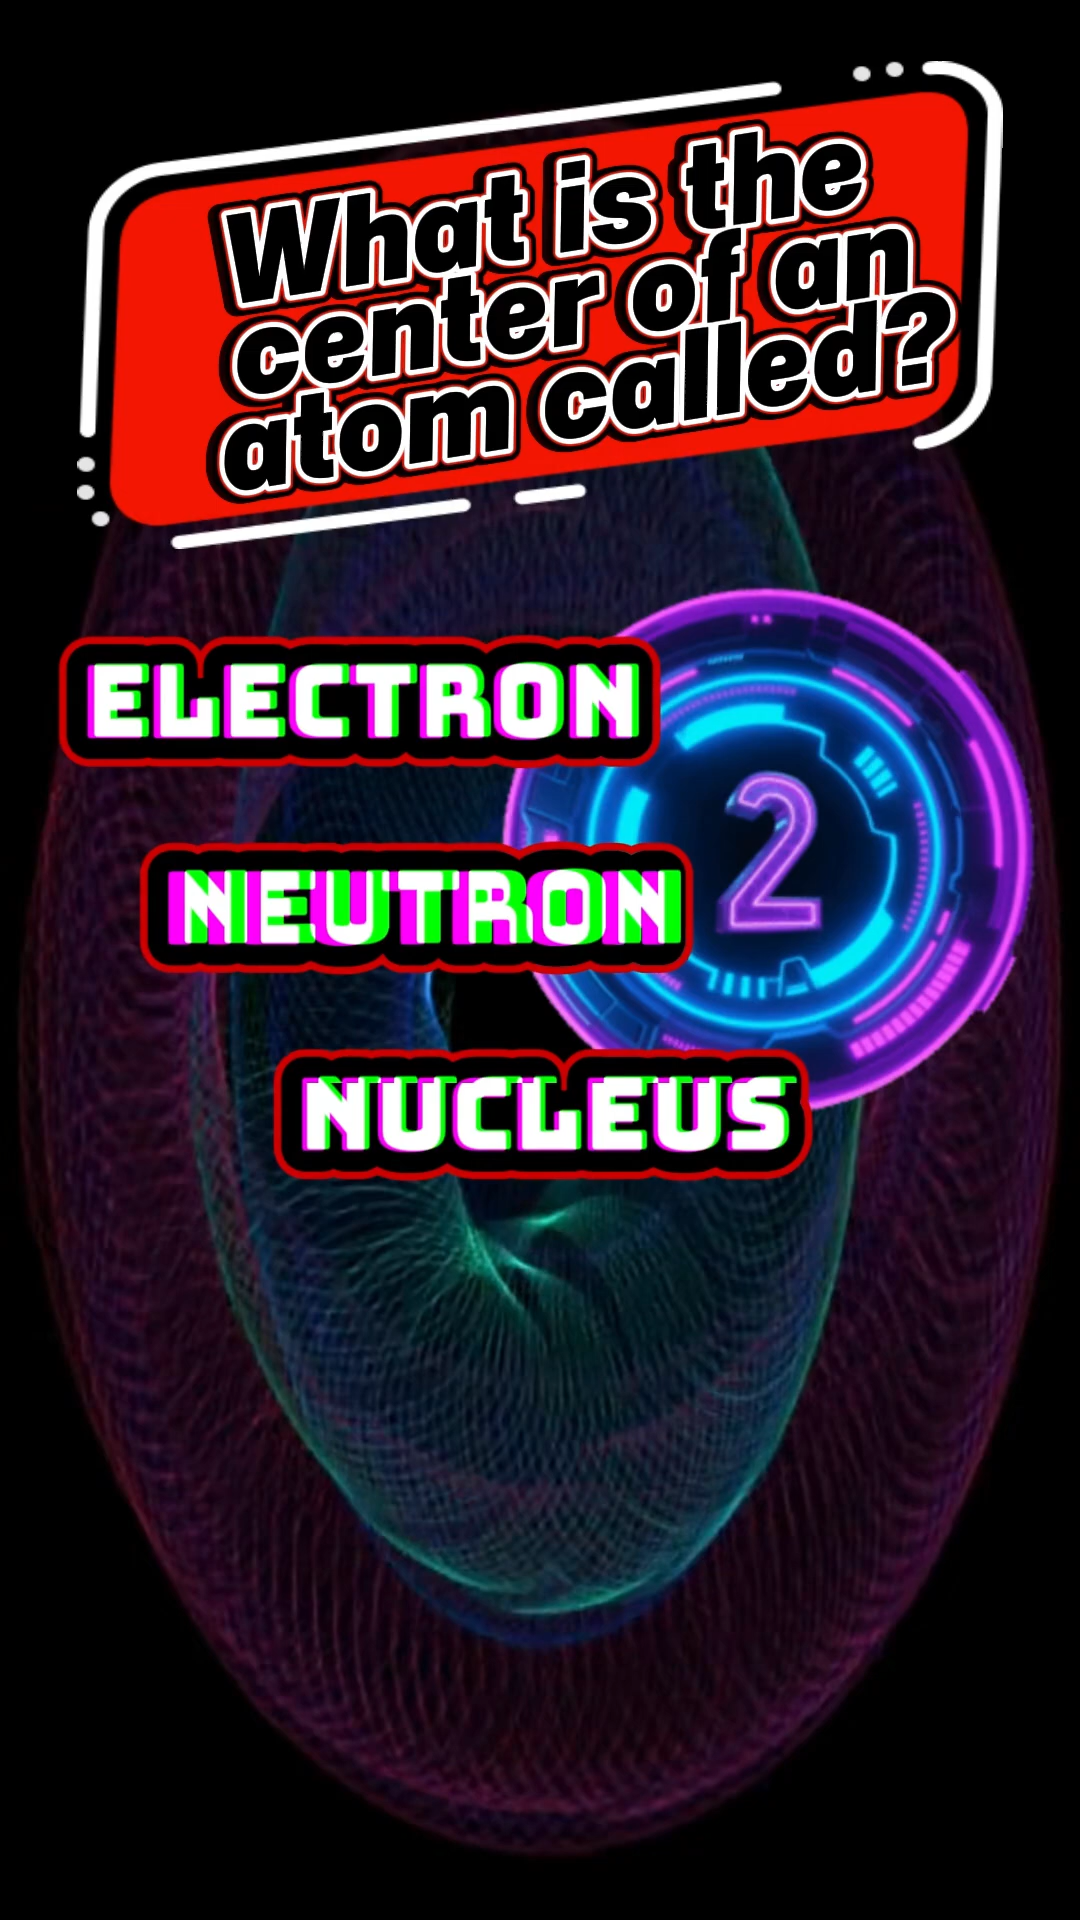 What is the
center of an
atom called?
ELECTRON
2
NEUTRON
NUCLEUS